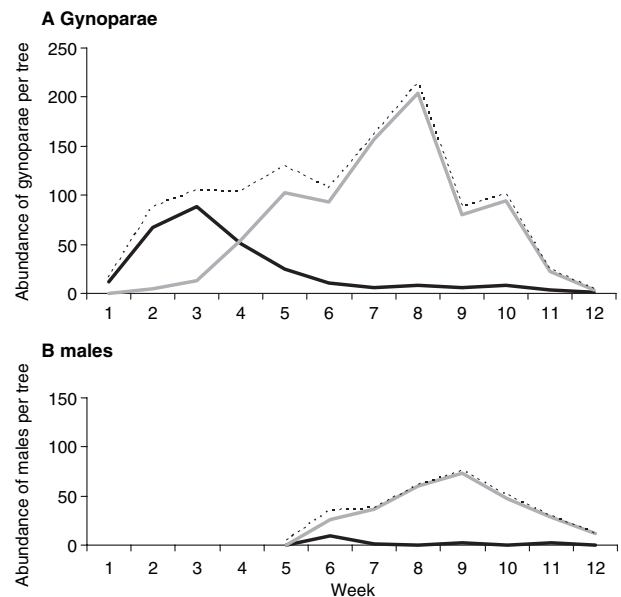 A Gynoparae
Abundance of gynoparae per tree
250
200
150
100
50
0
1 2 3 4 5 6 7 8 9 10 11 12
B males
Abundance of males per tree
150
100
50
0
1 2 3 4 5 6 7 8 9 10 11 12
Week